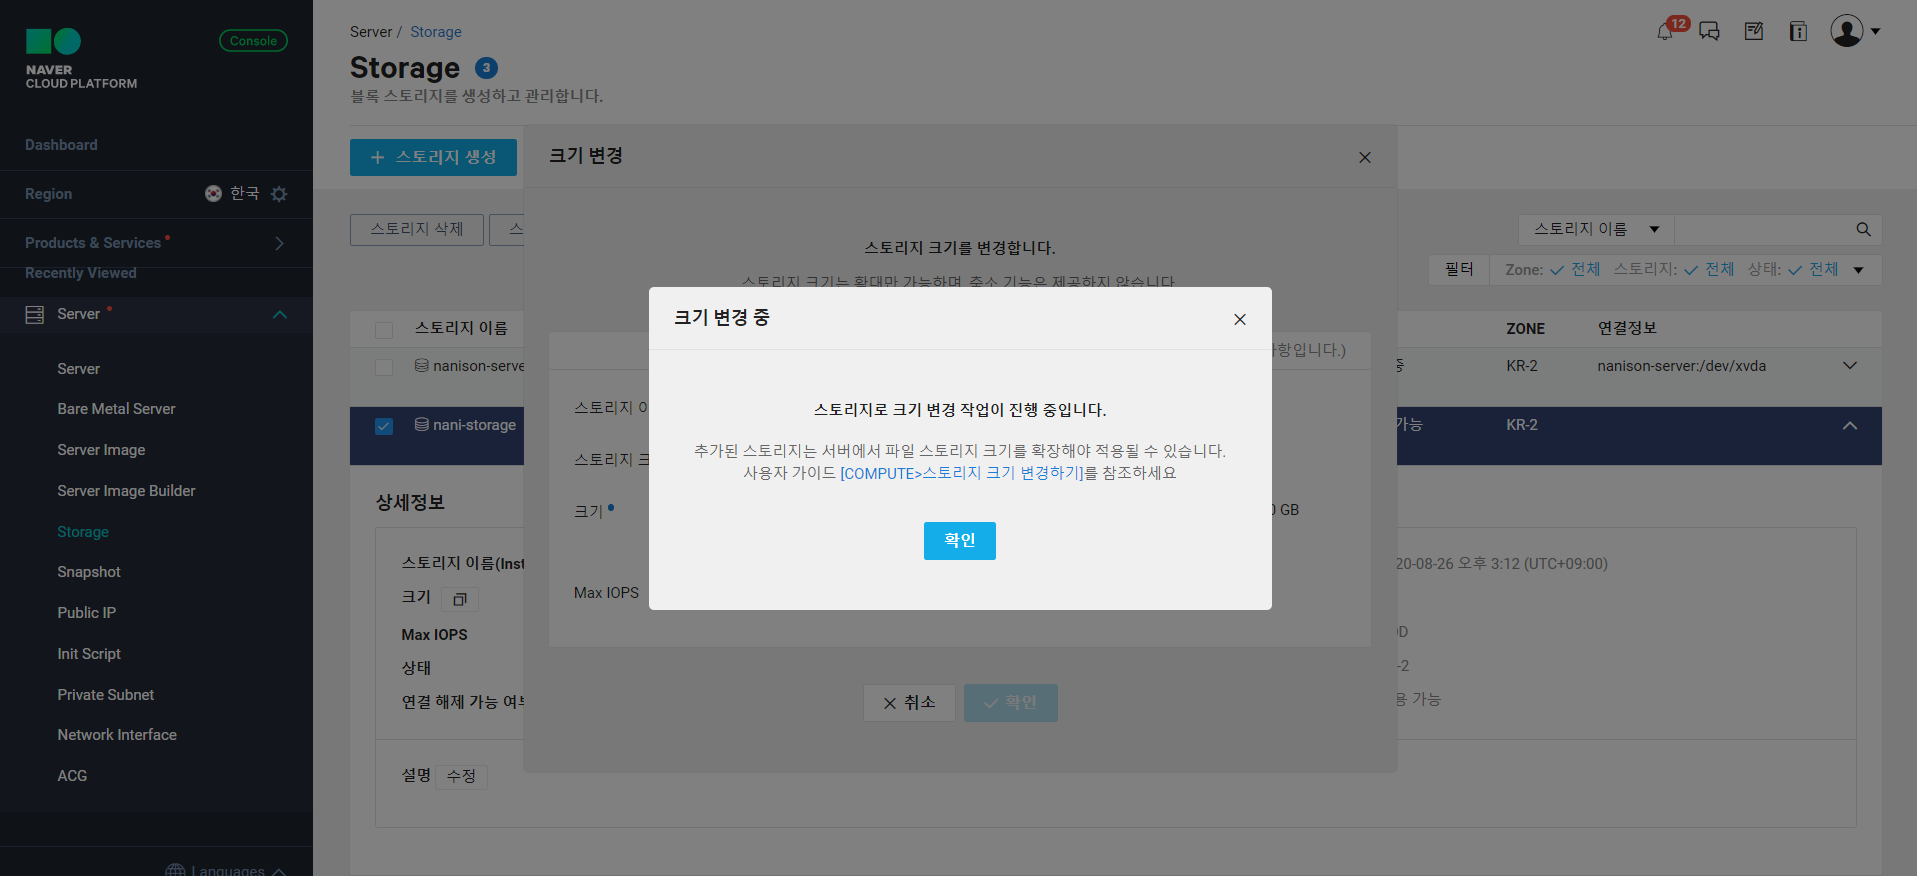 NAVER
CLOUD PLATFORM
Console
Dashboard
Region
한국
Products & Services
Recently Viewed
Server
Server
Bare Metal Server
Server Image
Server Image Builder
Storage
Snapshot
Public IP
Init Script
Private Subnet
Network Interface
ACG
Languages
Server / Storage
12
Storage 3
블록 스토리지를 생성하고 관리합니다.
+ 스토리지 생성
크기 변경
스토리지 삭제
스
스토리지 이름
필터
Zone: 전체 스토리지: 전체 상태: 전체
스토리지 크기를 변경합니다.
스토리지 크기는 확대만 가능하며, 축소 기능은 제공하지 않습니다
항입니다.)
스토리지 이름
ZONE
연결정보
nanison-serve
중
KR-2
nanison-server:/dev/xvda
nani-storage
가능
KR-2
크기 변경 중
스토리지로 크기 변경 작업이 진행 중입니다.
추가된 스토리지는 서버에서 파일 스토리지 크기를 확장해야 적용될 수 있습니다.
사용자 가이드 [COMPUTE>스토리지 크기 변경하기]를 참조하세요
확인
스토리지 이
스토리지 크
크기
0 GB
Max IOPS
취소
확인
상세정보
스토리지 이름(Inst
20-08-26 오후 3:12 (UTC+09:00)
크기
Max IOPS
상태
-2
연결 해제 가능 여부
용 가능
설명 수정